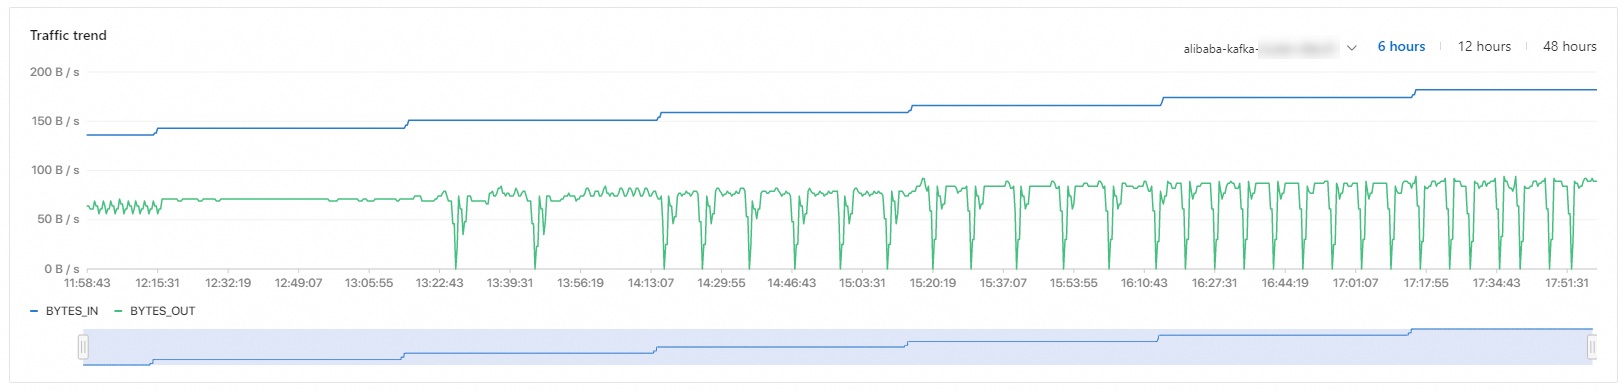 Traffic trend
alibaba-kafka-
6 hours
12 hours
48 hours
200 B / s
150 B / s
100 B / s
50 B / s
0 B / s
11:58:43 12:15:31 12:32:19 12:49:07 13:05:55 13:22:43 13:39:31 13:56:19 14:13:07 14:29:55 14:46:43 15:03:31 15:20:19 15:37:07 15:53:55 16:10:43 16:27:31 16:44:19 17:01:07 17:17:55 17:34:43 17:51:31
BYTES_IN BYTES_OUT